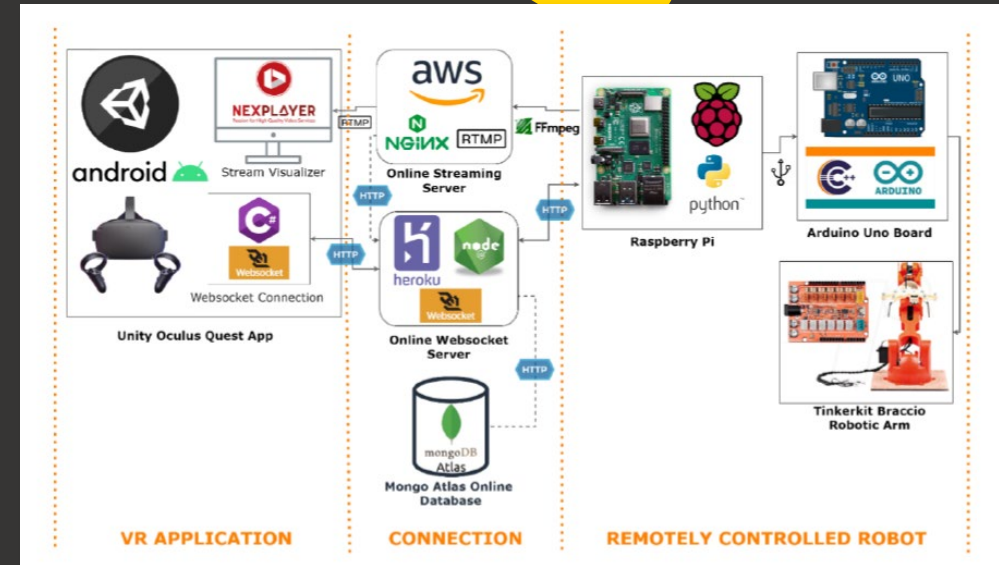 android
NEXPLAYER
Stream Visualizer
C#
Websocket
Websocket Connection
Unity Oculus Quest App
RTMP
HTTP
aws
NGiNX
RTMP
Online Streaming
Server
HTTP
heroku
node
Websocket
Online Websocket
Server
HTTP
mongoDB
Atlas
Mongo Atlas Online
Database
FFmpeg
HTTP
python
Raspberry Pi
UNO
C++
ARDUINO
Arduino Uno Board
Tinkerkit Braccio
Robotic Arm
VR APPLICATION
CONNECTION
REMOTELY CONTROLLED ROBOT